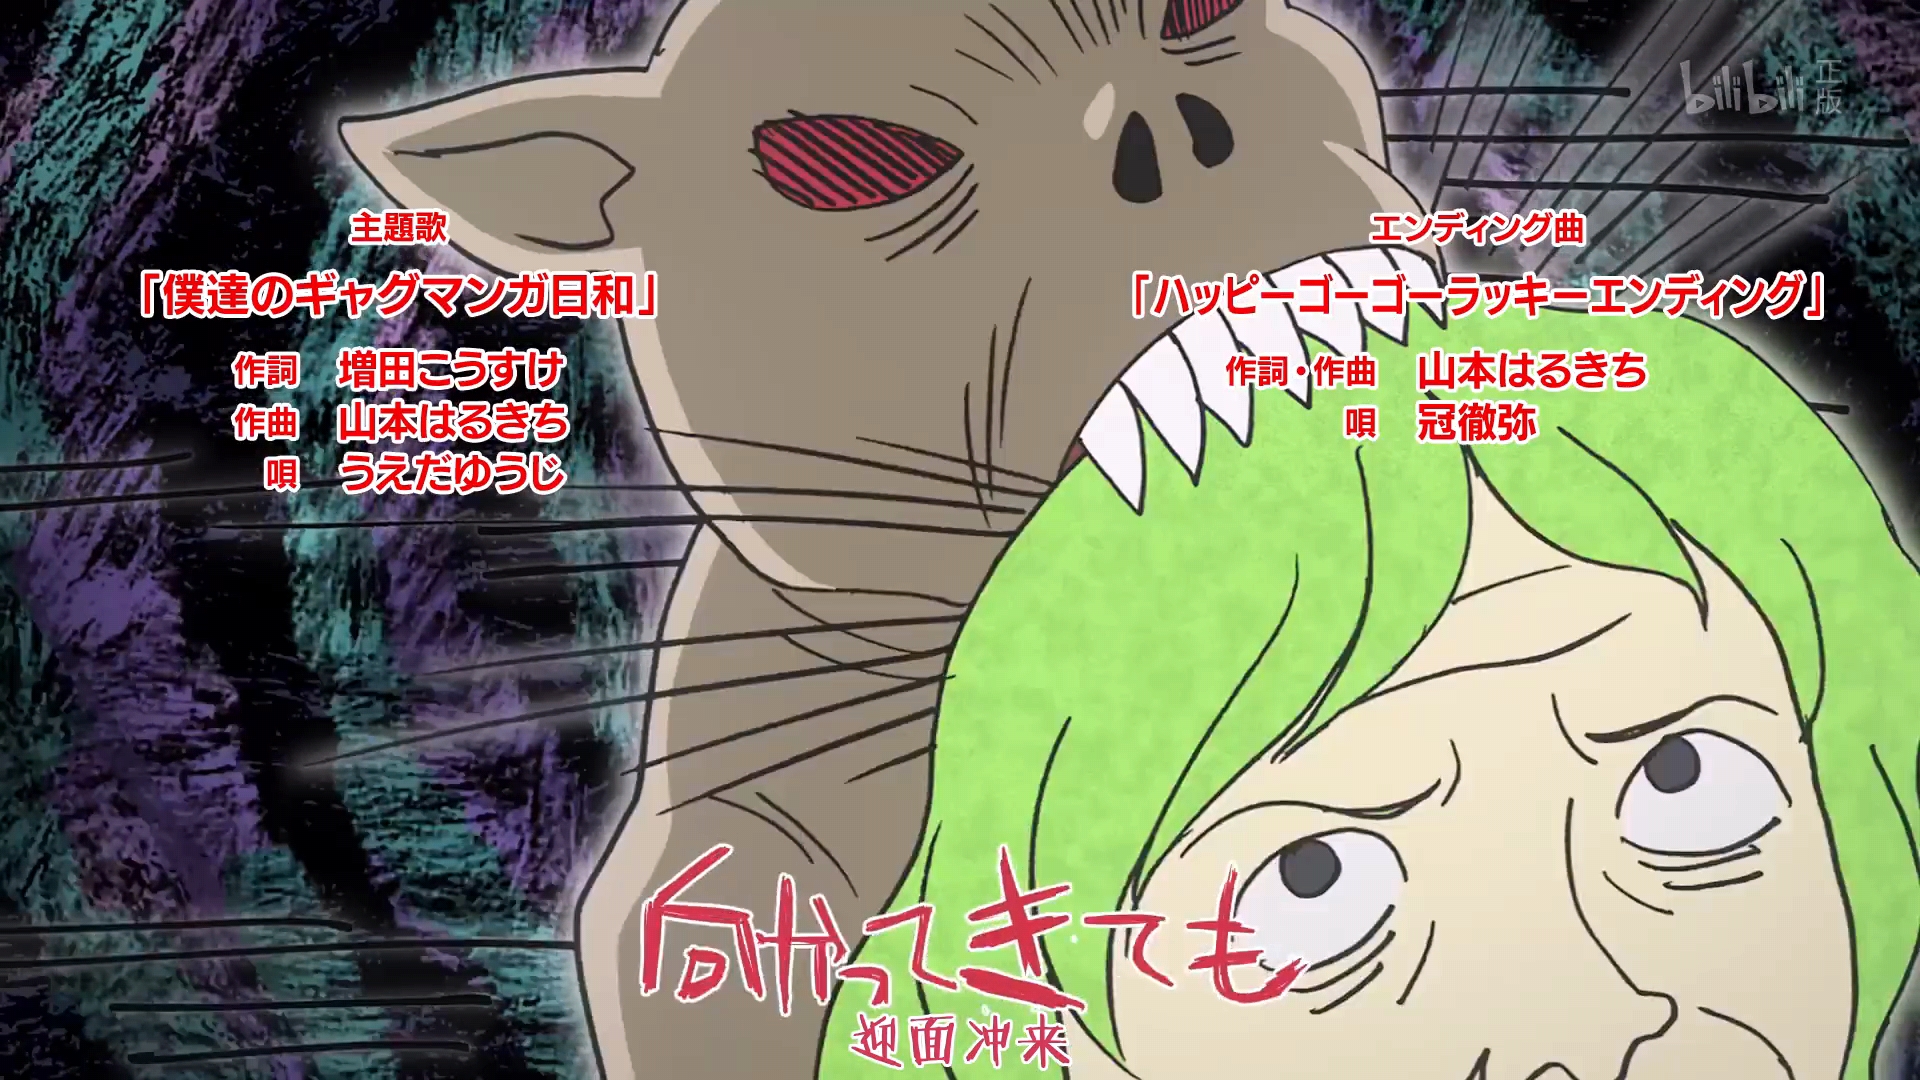 bilibili 正版
主題歌
「僕達のギャグマンガ日和」
作詞 増田こうすけ
作曲 山本はるきち
唄 うえだゆうじ
エンディング曲
「ハッピーゴーゴーラッキーエンディング」
作詞・作曲 山本はるきち
唄 冠徹弥
向かってきても
迎面冲来